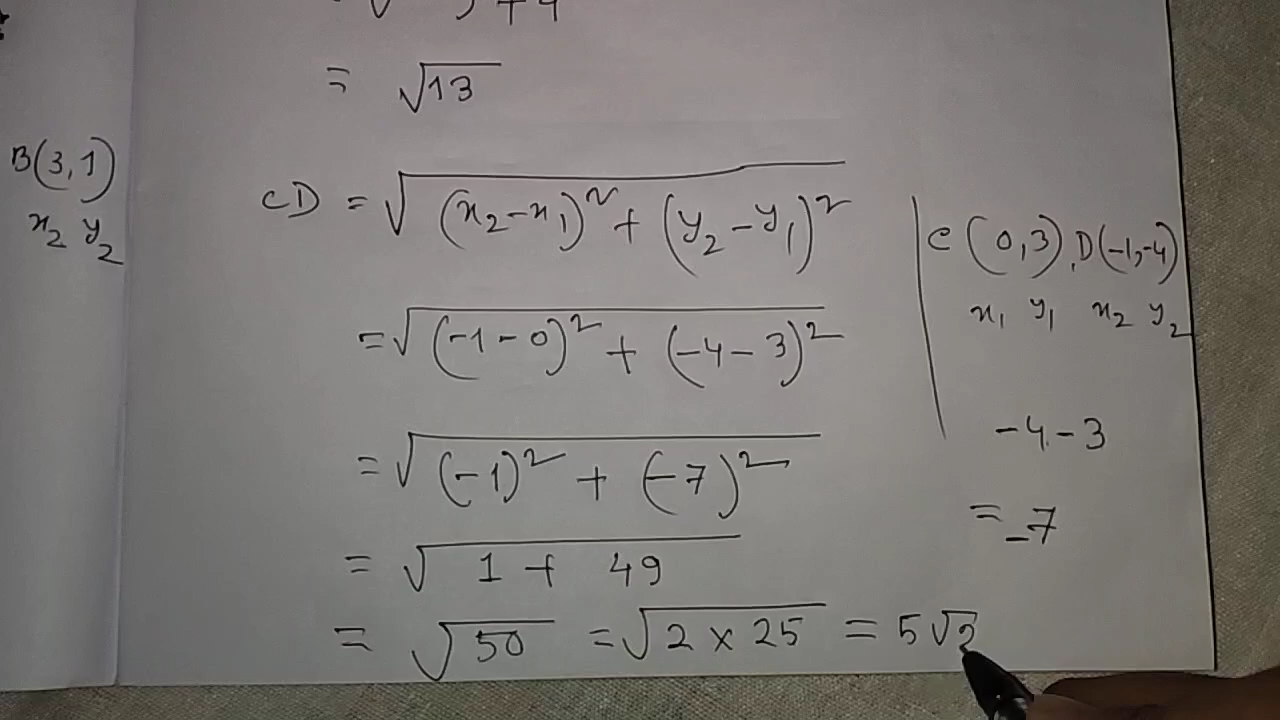 +4
= √13
B(3,1)
x₂ y₂
CD = √(x₂-x₁)² + (y₂-y₁)²
C(0,3), D(-1,-4)
x₁ y₁ x₂ y₂
= √(-1-0)² + (-4-3)²
-4-3
= √(-1)² + (-7)²
= -7
= √1 + 49
= √50 = √2×25 = 5√2